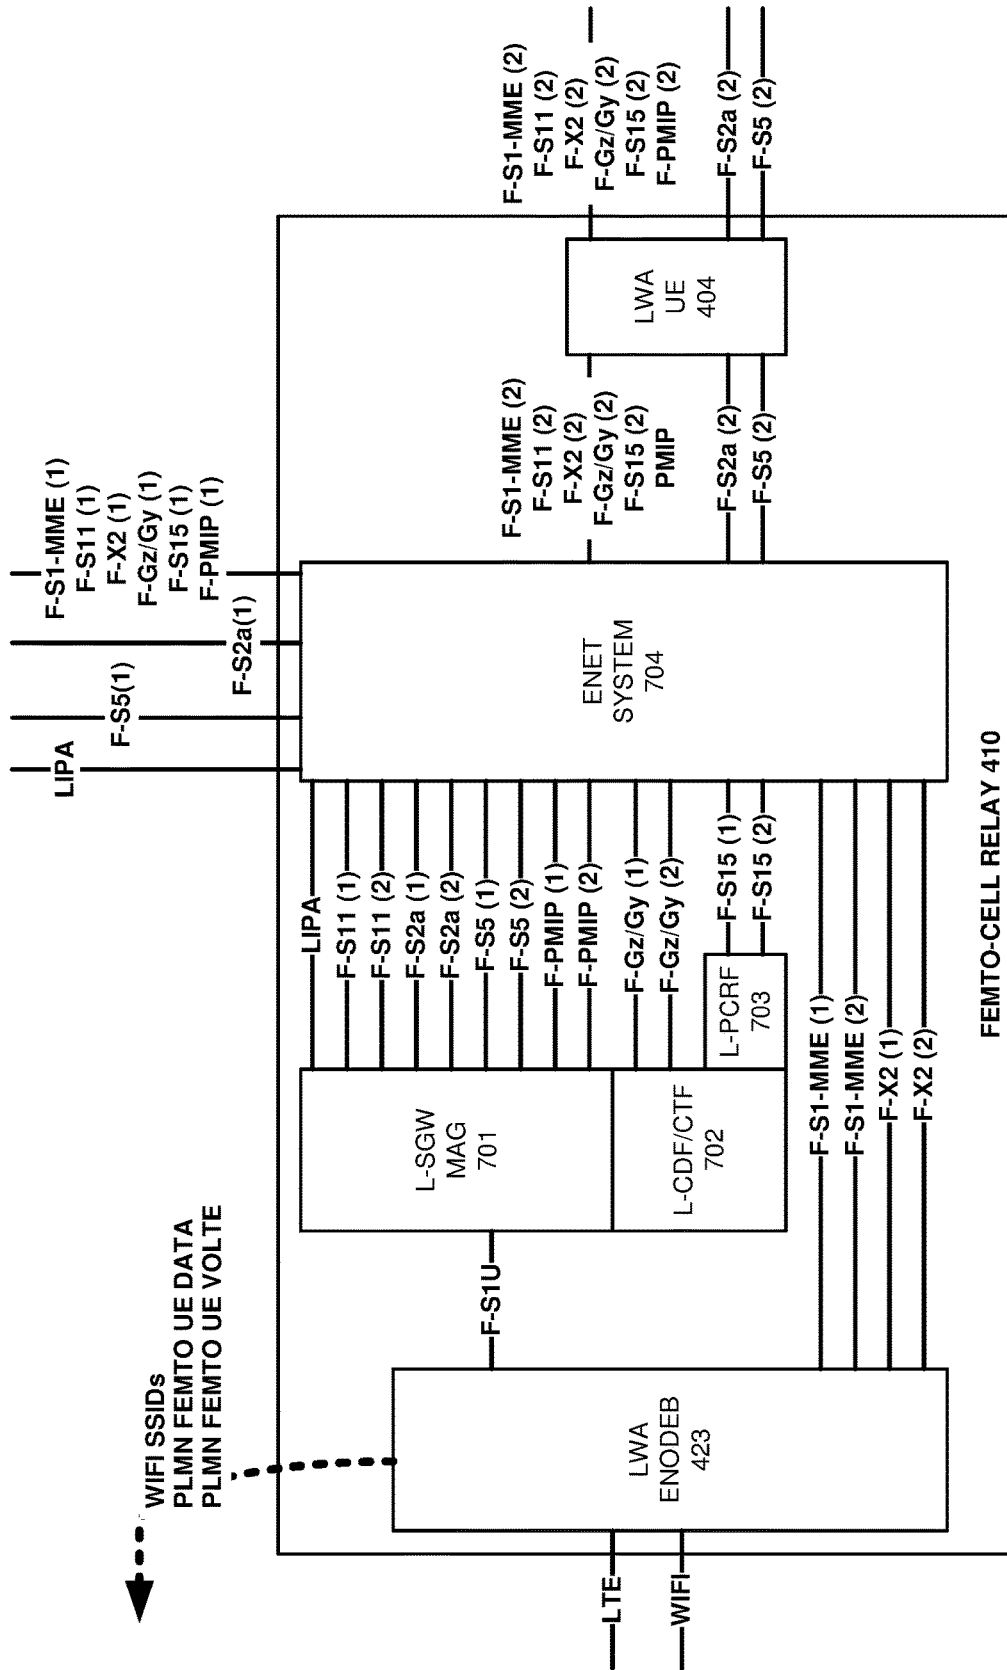 WIFI SSIDs
PLMN FEMTO UE DATA
PLMN FEMTO UE VOLTE
LIPA
F-S5(1)
F-S2a(1)
F-S1-MME (1)
F-S11 (1)
F-X2 (1)
F-Gz/Gy (1)
F-S15 (1)
F-PMIP (1)
LTE
WIFI
LWA
ENODEB
423
F-S1U
L-SGW
MAG
701
L-CDF/CTF
702
L-PCRF
703
LIPA
F-S11 (1)
F-S11 (2)
F-S2a (1)
F-S2a (2)
F-S5 (1)
F-S5 (2)
F-PMIP (1)
F-PMIP (2)
F-Gz/Gy (1)
F-Gz/Gy (2)
F-S15 (1)
F-S15 (2)
F-S1-MME (1)
F-S1-MME (2)
F-X2 (1)
F-X2 (2)
ENET
SYSTEM
704
F-S1-MME (2)
F-S11 (2)
F-X2 (2)
F-Gz/Gy (2)
F-S15 (2)
PMIP
F-S2a (2)
F-S5 (2)
LWA
UE
404
F-S1-MME (2)
F-S11 (2)
F-X2 (2)
F-Gz/Gy (2)
F-S15 (2)
F-PMIP (2)
F-S2a (2)
F-S5 (2)
FEMTO-CELL RELAY 410